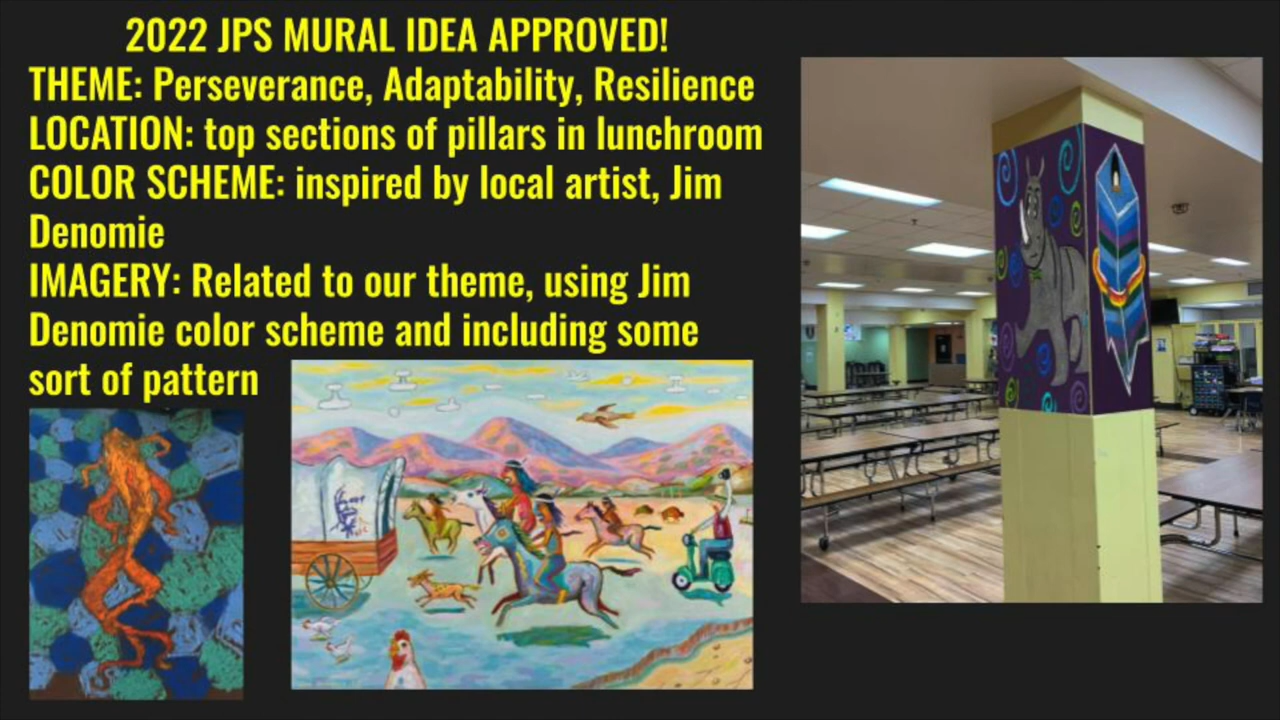 2022 JPS MURAL IDEA APPROVED!
THEME: Perseverance, Adaptability, Resilience
LOCATION: top sections of pillars in lunchroom
COLOR SCHEME: inspired by local artist, Jim
Denomie
IMAGERY: Related to our theme, using Jim
Denomie color scheme and including some
sort of pattern